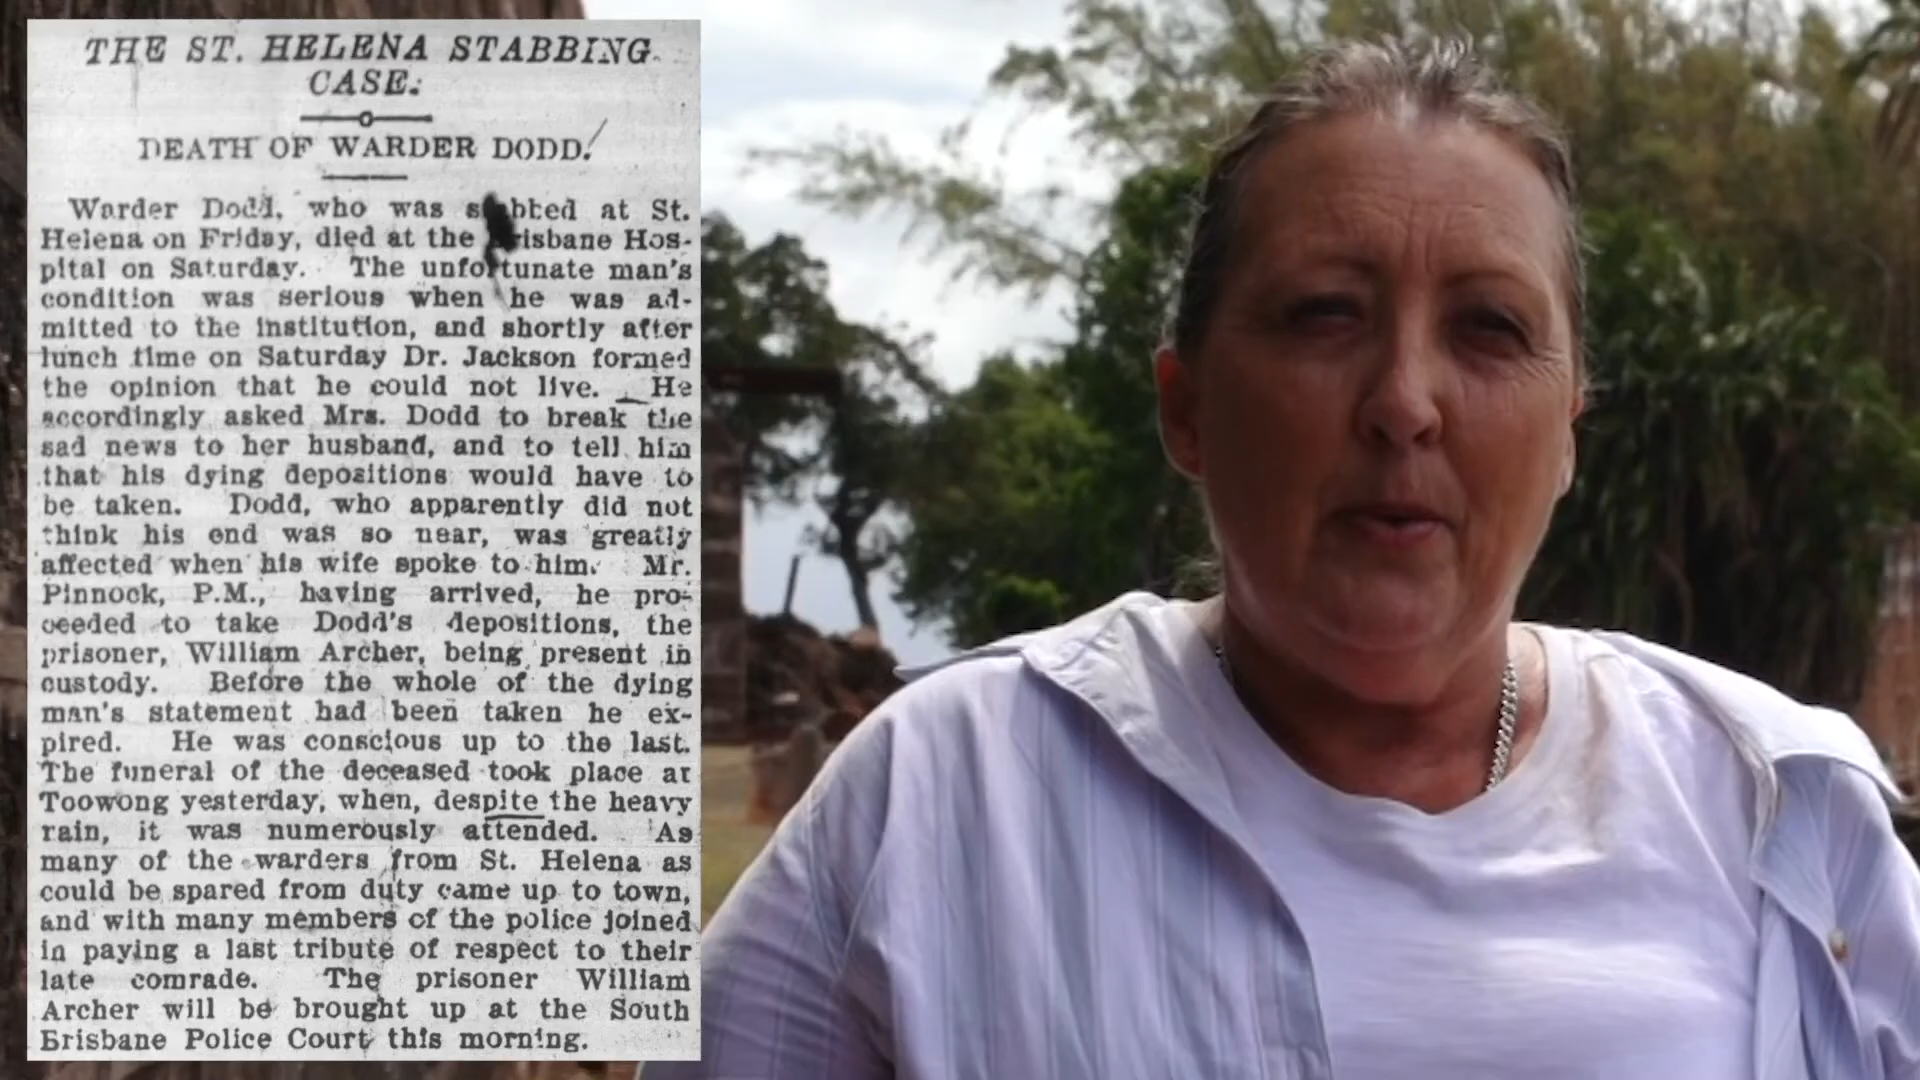 THE ST. HELENA STABBING
CASE.
DEATH OF WARDER DODD.
Warder Dodd, who was stabbed at St.
Helena on Friday, died at the Brisbane Hos-
pital on Saturday. The unfortunate man's
condition was serious when he was ad-
mitted to the institution, and shortly after
lunch time on Saturday Dr. Jackson formed
the opinion that he could not live. He
accordingly asked Mrs. Dodd to break the
sad news to her husband, and to tell him
that his dying depositions would have to
be taken. Dodd, who apparently did not
think his end was so near, was greatly
affected when his wife spoke to him. Mr.
Pinnock, P.M., having arrived, he pro-
ceeded to take Dodd's depositions, the
prisoner, William Archer, being present in
custody. Before the whole of the dying
man's statement had been taken he ex-
pired. He was conscious up to the last.
The funeral of the deceased took place at
Toowong yesterday, when, despite the heavy
rain, it was numerously attended. As
many of the warders from St. Helena as
could be spared from duty came up to town,
and with many members of the police joined
in paying a last tribute of respect to their
late comrade. The prisoner William
Archer will be brought up at the South
Brisbane Police Court this morning.